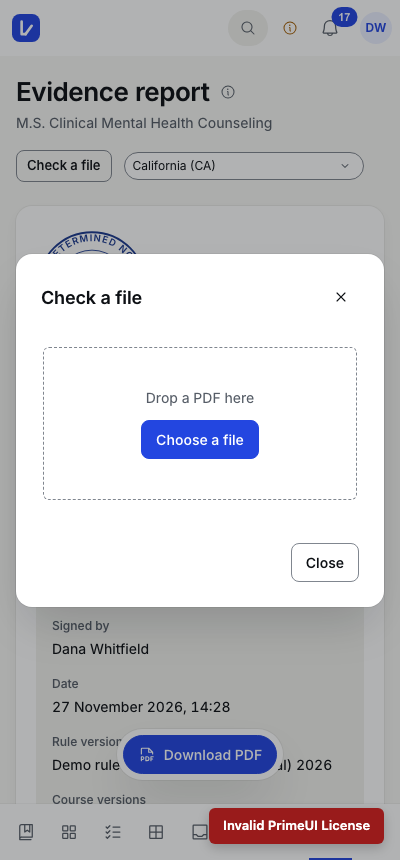 17
DW
Evidence report
M.S. Clinical Mental Health Counseling
Check a file
California (CA)
Check a file
Drop a PDF here
Choose a file
Close
Signed by
Dana Whitfield
Date
27 November 2026, 14:28
Rule version
Demo rule
al) 2026
PDF
Download PDF
Course versions
Invalid PrimeUI License